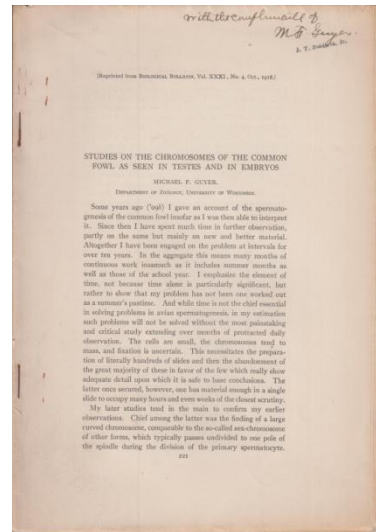 With the compliments of
M. F. Guyer.
[Reprinted from BIOLOGICAL BULLETIN, Vol. XXXI., No. 4, Oct., 1916.]
STUDIES ON THE CHROMOSOMES OF THE COMMON
FOWL AS SEEN IN TESTES AND IN EMBRYOS
MICHAEL F. GUYER.
DEPARTMENT OF ZOÖLOGY, UNIVERSITY OF WISCONSIN.
Some years ago ('09b) I gave an account of the spermato-
genesis of the common fowl insofar as I was then able to interpret
it. Since then I have spent much time in further observation,
partly on the same but mainly on new and better material.
Altogether I have been engaged on the problem at intervals for
over ten years. In the aggregate this means many months of
continuous work inasmuch as it includes summer months as
well as those of the school year. I emphasize the element of
time, not because time alone is particularly significant, but
rather to show that my problem has not been one worked out
as a summer's pastime. And while time is not the chief essential
in solving problems in avian spermatogenesis, in my estimation
such problems will not be solved without the most painstaking
and critical study extending over months of protracted daily
observation. The cells are small, the chromosomes tend to
mass, and fixation is uncertain. This necessitates the prepara-
tion of literally hundreds of slides and then the abandonment of
the great majority of these in favor of the few which really show
adequate detail upon which it is safe to base conclusions. The
latter once secured, however, one has material enough in a single
slide to occupy many hours and even weeks of the closest scrutiny.
My later studies tend in the main to confirm my earlier
observations. Chief among the latter was the finding of a large
curved chromosome, comparable to the so-called sex-chromosome
of other forms, which typically passes undivided to one pole of
the spindle during the division of the primary spermatocyte.
221